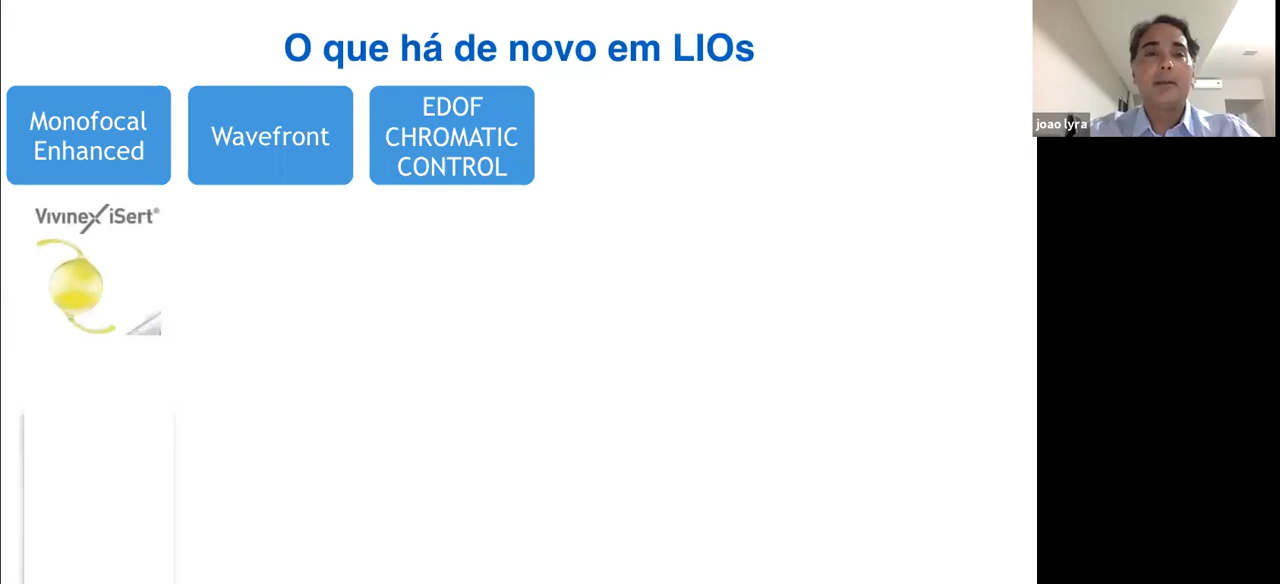 O que há de novo em LIOs
Monofocal
Enhanced
Wavefront
EDOF
CHROMATIC
CONTROL
Vivinex iSert®
joao lyra